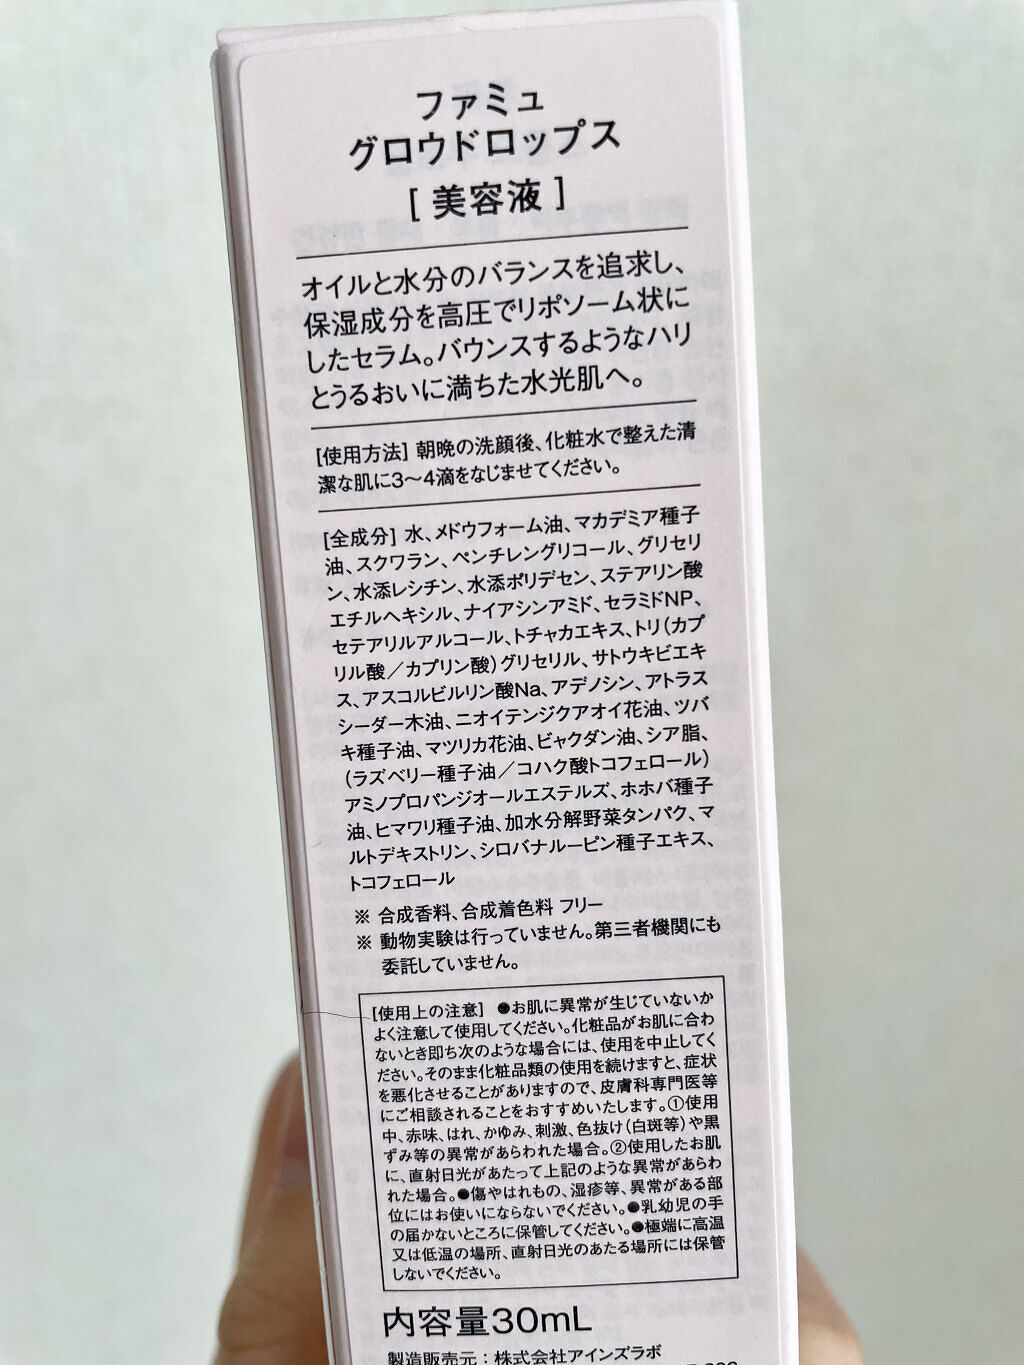 ファミュ
グロウドロップス
[ 美容液 ]
オイルと水分のバランスを追求し、
保湿成分を高圧でリポソーム状に
したセラム。バウンスするようなハリ
とうるおいに満ちた水光肌へ。
[使用方法] 朝晩の洗顔後、化粧水で整えた清
潔な肌に3～4滴をなじませてください。
[全成分] 水、メドウフォーム油、マカデミア種子
油、スクワラン、ペンチレングリコール、グリセリ
ン、水添レシチン、水添ポリデセン、ステアリン酸
エチルヘキシル、ナイアシンアミド、セラミドNP、
セテアリルアルコール、トチャカエキス、トリ(カプ
リル酸／カプリン酸)グリセリル、サトウキビエキ
ス、アスコルビルリン酸Na、アデノシン、アトラス
シーダー木油、ニオイテンジクアオイ花油、ツバ
キ種子油、マツリカ花油、ビャクダン油、シア脂、
(ラズベリー種子油／コハク酸トコフェロール)
アミノプロパンジオールエステルズ、ホホバ種子
油、ヒマワリ種子油、加水分解野菜タンパク、マ
ルトデキストリン、シロバナルーピン種子エキス、
トコフェロール
※ 合成香料、合成着色料 フリー
※ 動物実験は行っていません。第三者機関にも
委託していません。
[使用上の注意] ●お肌に異常が生じていないか
よく注意して使用してください。化粧品がお肌に合わ
ないとき即ち次のような場合には、使用を中止してく
ださい。そのまま化粧品類の使用を続けますと、症状
を悪化させることがありますので、皮膚科専門医等
にご相談されることをおすすめいたします。①使用
中、赤味、はれ、かゆみ、刺激、色抜け(白斑等)や黒
ずみ等の異常があらわれた場合。②使用したお肌
に、直射日光があたって上記のような異常があらわ
れた場合。●傷やはれもの、湿疹等、異常がある部
位にはお使いにならないでください。●乳幼児の手
の届かないところに保管してください。●極端に高温
又は低温の場所、直射日光のあたる場所には保管
しないでください。
内容量30mL
製造販売元：株式会社アインズラボ